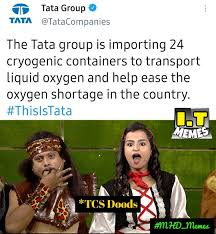 Tata Group
TATA @TataCompanies
The Tata group is importing 24
cryogenic containers to transport
liquid oxygen and help ease the
oxygen shortage in the country.
#ThisIsTata
I.T
MEMES
*TCS Doods
#MHD_Memes